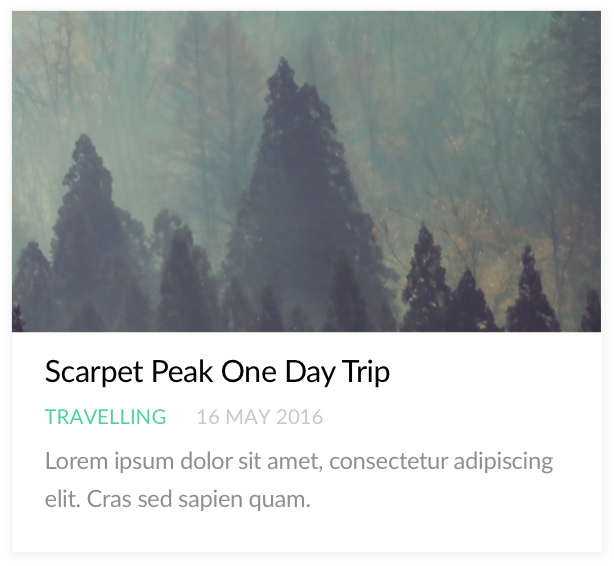 Scarpet Peak One Day Trip
TRAVELLING 16 MAY 2016
Lorem ipsum dolor sit amet, consectetur adipiscing
elit. Cras sed sapien quam.